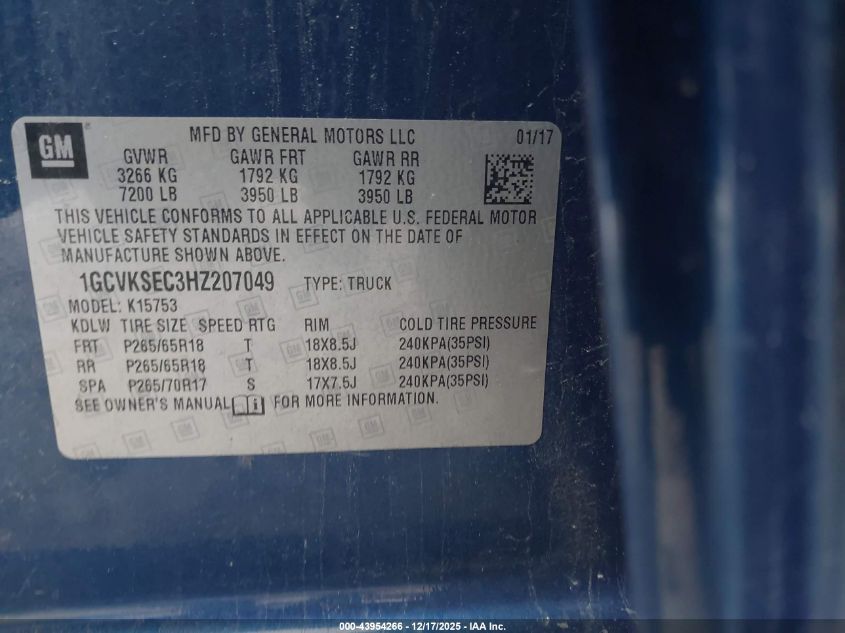 GM
MFD BY GENERAL MOTORS LLC 01/17
GVWR GAWR FRT GAWR RR
3266 KG 1792 KG 1792 KG
7200 LB 3950 LB 3950 LB
THIS VEHICLE CONFORMS TO ALL APPLICABLE U.S. FEDERAL MOTOR
VEHICLE SAFETY STANDARDS IN EFFECT ON THE DATE OF
MANUFACTURE SHOWN ABOVE.
1GCVKSEC3HZ207049 TYPE: TRUCK
MODEL: K15753
KDLW TIRE SIZE SPEED RTG RIM COLD TIRE PRESSURE
FRT P265/65R18 T 18X8.5J 240KPA(35PSI)
RR P265/65R18 T 18X8.5J 240KPA(35PSI)
SPA P265/70R17 S 17X7.5J 240KPA(35PSI)
SEE OWNER'S MANUAL FOR MORE INFORMATION.
000-43954266 - 12/17/2025 - IAA Inc.